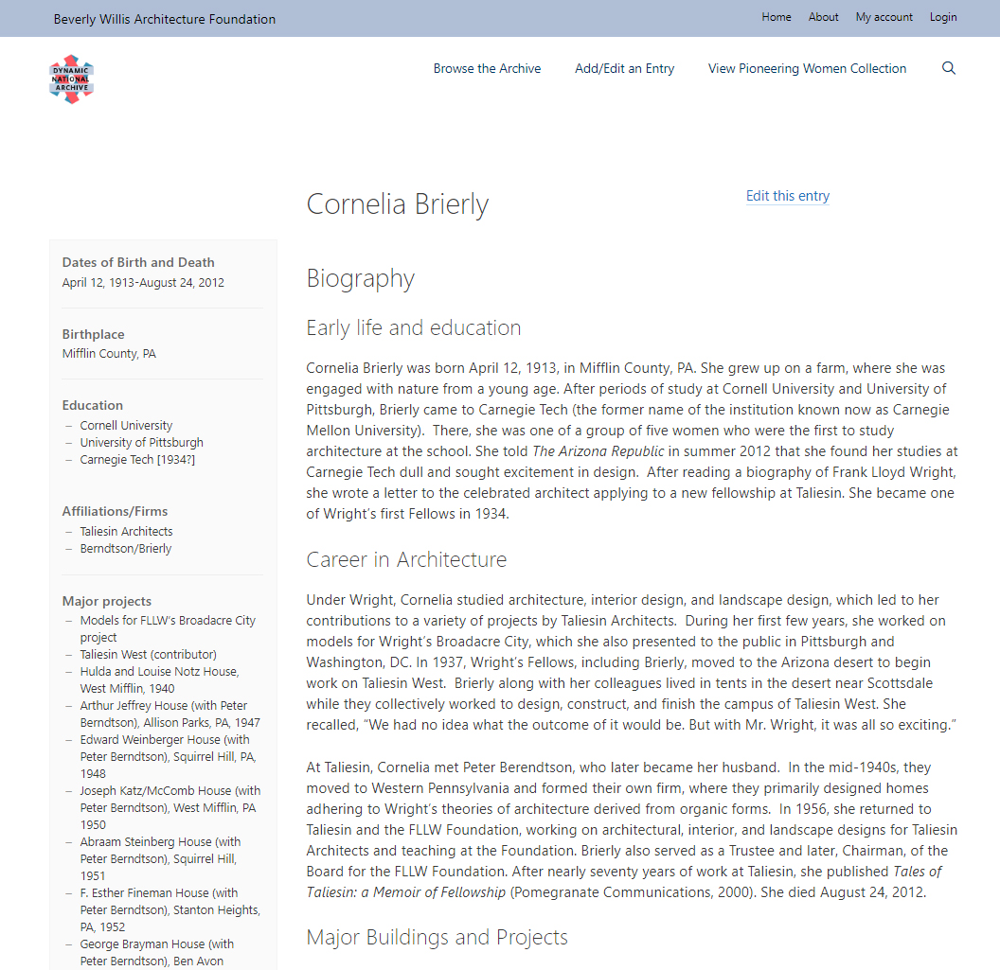 Beverly Willis Architecture Foundation
Home About My account Login
DYNAMIC
NATIONAL
ARCHIVE
Browse the Archive Add/Edit an Entry View Pioneering Women Collection
Cornelia Brierly
Edit this entry
Dates of Birth and Death
April 12, 1913-August 24, 2012
Birthplace
Mifflin County, PA
Education
– Cornell University
– University of Pittsburgh
– Carnegie Tech [1934?]
Affiliations/Firms
– Taliesin Architects
– Berndtson/Brierly
Major projects
– Models for FLLW's Broadacre City
project
– Taliesin West (contributor)
– Hulda and Louise Notz House,
West Mifflin, 1940
– Arthur Jeffrey House (with Peter
Berndtson), Allison Parks, PA, 1947
– Edward Weinberger House (with
Peter Berndtson), Squirrel Hill, PA,
1948
– Joseph Katz/McComb House (with
Peter Berndtson), West Mifflin, PA
1950
– Abraam Steinberg House (with
Peter Berndtson), Squirrel Hill,
1951
– F. Esther Fineman House (with
Peter Berndtson), Stanton Heights,
PA, 1952
– George Brayman House (with
Peter Berndtson), Ben Avon
Biography
Early life and education
Cornelia Brierly was born April 12, 1913, in Mifflin County, PA. She grew up on a farm, where she was
engaged with nature from a young age. After periods of study at Cornell University and University of
Pittsburgh, Brierly came to Carnegie Tech (the former name of the institution known now as Carnegie
Mellon University).  There, she was one of a group of five women who were the first to study
architecture at the school. She told The Arizona Republic in summer 2012 that she found her studies at
Carnegie Tech dull and sought excitement in design.  After reading a biography of Frank Lloyd Wright,
she wrote a letter to the celebrated architect applying to a new fellowship at Taliesin. She became one
of Wright's first Fellows in 1934.
Career in Architecture
Under Wright, Cornelia studied architecture, interior design, and landscape design, which led to her
contributions to a variety of projects by Taliesin Architects.  During her first few years, she worked on
models for Wright's Broadacre City, which she also presented to the public in Pittsburgh and
Washington, DC. In 1937, Wright's Fellows, including Brierly, moved to the Arizona desert to begin
work on Taliesin West.  Brierly along with her colleagues lived in tents in the desert near Scottsdale
while they collectively worked to design, construct, and finish the campus of Taliesin West. She
recalled, “We had no idea what the outcome of it would be. But with Mr. Wright, it was all so exciting.”
At Taliesin, Cornelia met Peter Berendtson, who later became her husband.  In the mid-1940s, they
moved to Western Pennsylvania and formed their own firm, where they primarily designed homes
adhering to Wright's theories of architecture derived from organic forms.  In 1956, she returned to
Taliesin and the FLLW Foundation, working on architectural, interior, and landscape designs for Taliesin
Architects and teaching at the Foundation. Brierly also served as a Trustee and later, Chairman, of the
Board for the FLLW Foundation. After nearly seventy years of work at Taliesin, she published Tales of
Taliesin: a Memoir of Fellowship (Pomegranate Communications, 2000). She died August 24, 2012.
Major Buildings and Projects